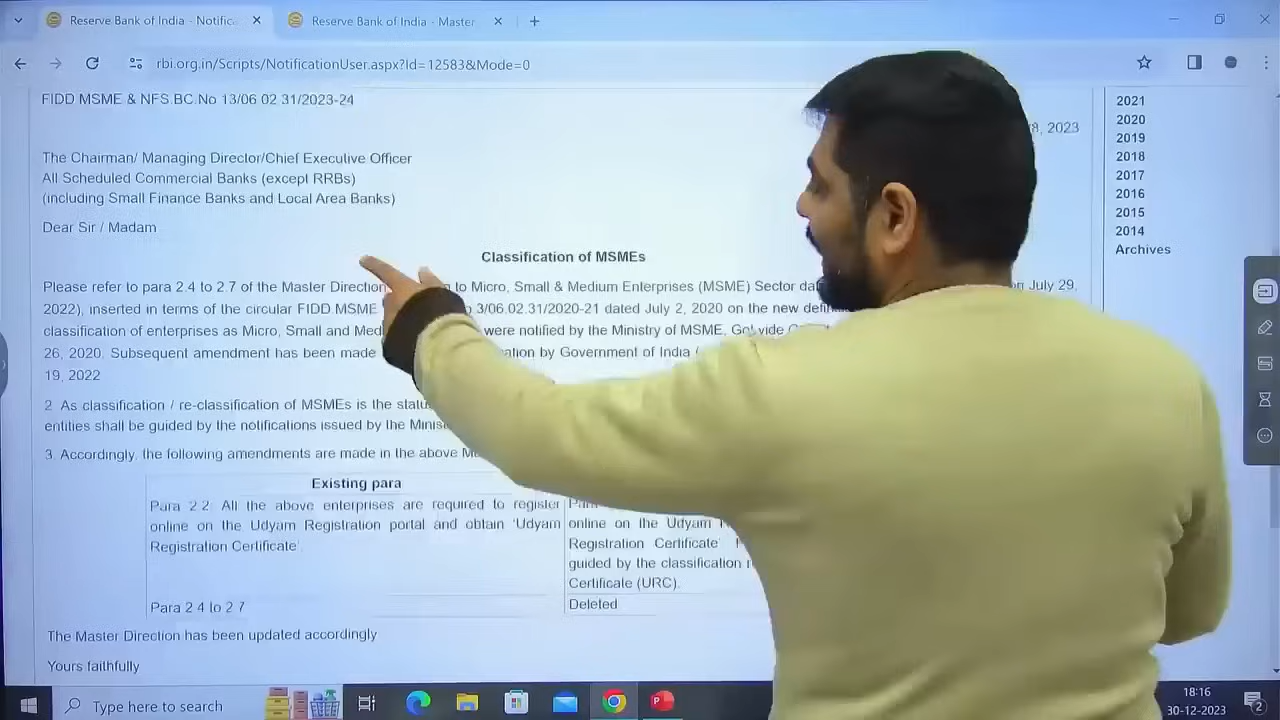 Reserve Bank of India - Notific
Reserve Bank of India - Master
rbi.org.in/Scripts/NotificationUser.aspx?Id=12583&Mode=0
FIDD MSME & NFS.BC.No 13/06 02 31/2023-24
8, 2023
The Chairman/ Managing Director/Chief Executive Officer
All Scheduled Commercial Banks (except RRBs)
(including Small Finance Banks and Local Area Banks)
Dear Sir / Madam
Classification of MSMEs
Please refer to para 2.4 to 2.7 of the Master Direction to Micro, Small & Medium Enterprises (MSME) Sector July 29,
2022), inserted in terms of the circular FIDD.MSME 3/06.02.31/2020-21 dated July 2, 2020 on the new
classification of enterprises as Micro, Small and were notified by the Ministry of MSME, vide
26, 2020. Subsequent amendment has been made by Government of India
19, 2022
2 As classification / re-classification of MSMEs is the
entities shall be guided by the notifications issued by the
3 Accordingly, the following amendments are made in the above
Existing para
Para 2 2: All the above enterprises are required to register
online on the Udyam Registration portal and obtain 'Udyam
Registration Certificate'
online on the Udyam
Registration Certificate'
guided by the classification
Certificate (URC).
Para 2 4 to 2 7
Deleted
The Master Direction has been updated accordingly
Yours faithfully
2021
2020
2019
2018
2017
2016
2015
2014
Archives
Type here to search
18:16
30-12-2023
2